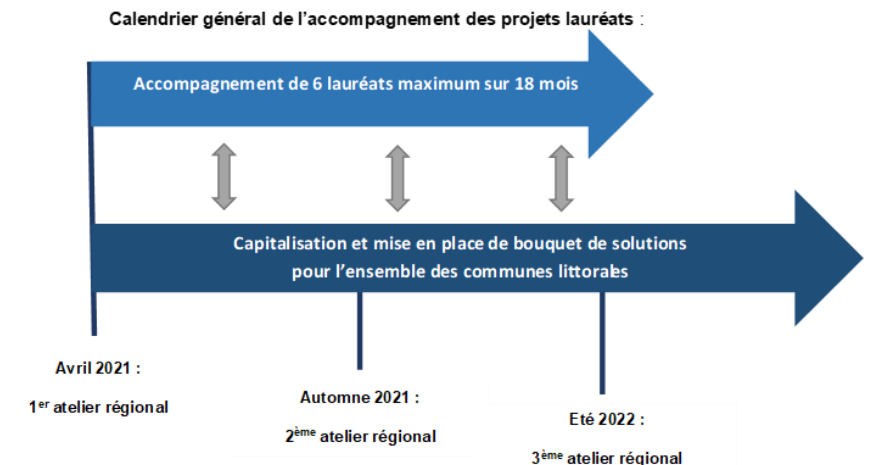 Calendrier général de l'accompagnement des projets lauréats :
Accompagnement de 6 lauréats maximum sur 18 mois
Capitalisation et mise en place de bouquet de solutions
pour l'ensemble des communes littorales
Avril 2021 :
1er atelier régional
Automne 2021 :
2ème atelier régional
Eté 2022 :
3ème atelier régional